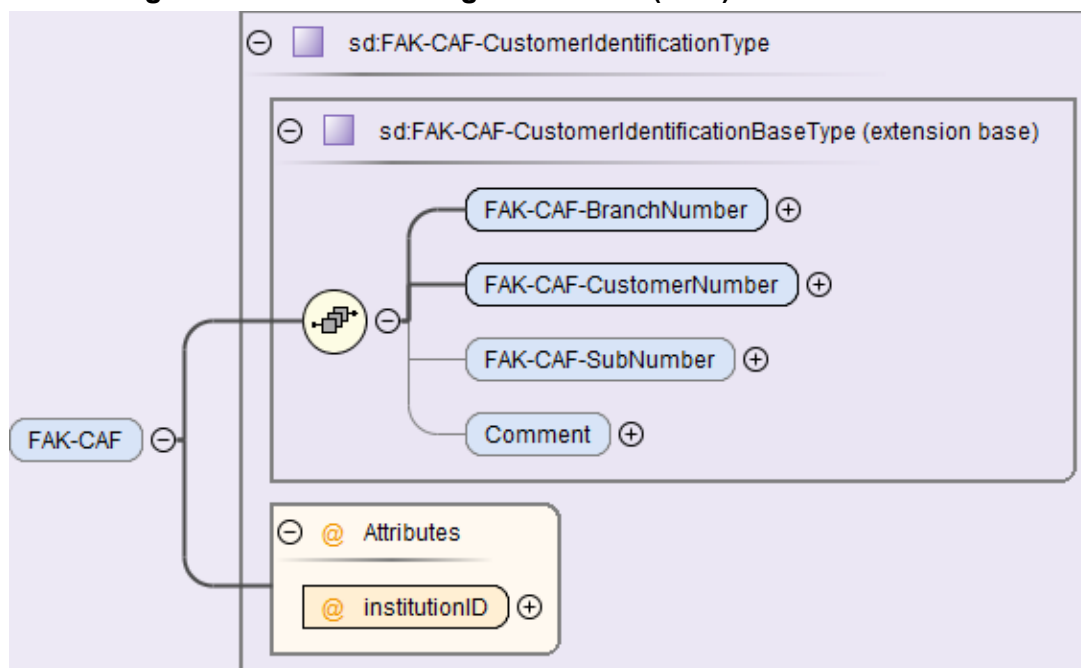 sd:FAK-CAF-CustomerIdentificationType
sd:FAK-CAF-CustomerIdentificationBaseType (extension base)
FAK-CAF-BranchNumber
FAK-CAF-CustomerNumber
FAK-CAF-SubNumber
FAK-CAF
Comment
@ Attributes
@ institutionID